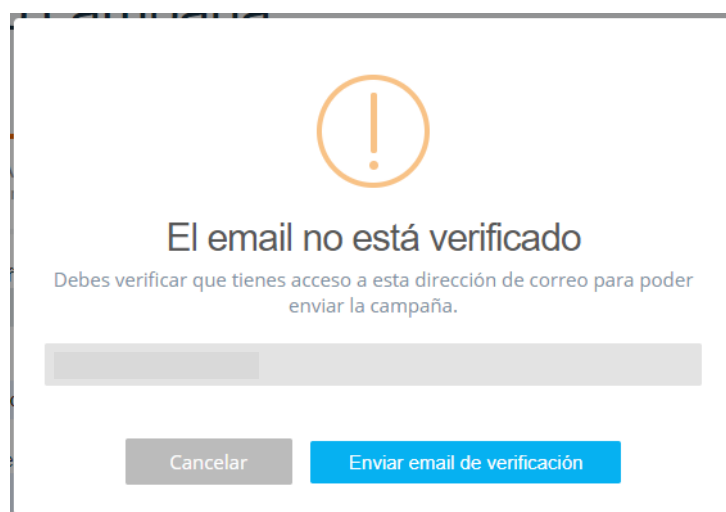 El email no está verificado
Debes verificar que tienes acceso a esta dirección de correo para poder
enviar la campaña.
Cancelar
Enviar email de verificación